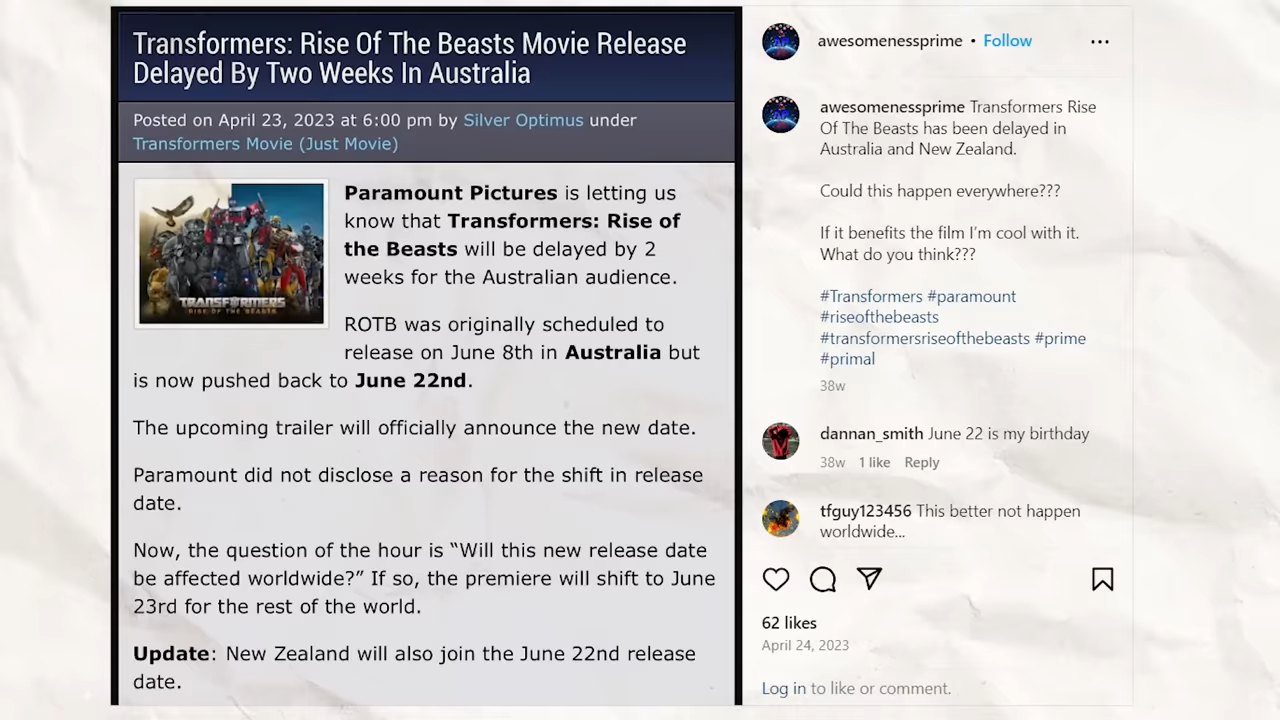 Transformers: Rise Of The Beasts Movie Release
Delayed By Two Weeks In Australia
Posted on April 23, 2023 at 6:00 pm by Silver Optimus under
Transformers Movie (Just Movie)
TRANSFORMERS
RISE OF THE BEASTS
Paramount Pictures is letting us
know that Transformers: Rise of
the Beasts will be delayed by 2
weeks for the Australian audience.
ROTB was originally scheduled to
release on June 8th in Australia but
is now pushed back to June 22nd.
The upcoming trailer will officially announce the new date.
Paramount did not disclose a reason for the shift in release
date.
Now, the question of the hour is “Will this new release date
be affected worldwide?” If so, the premiere will shift to June
23rd for the rest of the world.
Update: New Zealand will also join the June 22nd release
date.
awesomenessprime • Follow
awesomenessprime Transformers Rise
Of The Beasts has been delayed in
Australia and New Zealand.
Could this happen everywhere???
If it benefits the film I'm cool with it.
What do you think???
#Transformers #paramount
#riseofthebeasts
#transformersriseofthebeasts #prime
#primal
38w
dannan_smith June 22 is my birthday
38w 1 like Reply
tfguy123456 This better not happen
worldwide...
62 likes
April 24, 2023
Log in to like or comment.